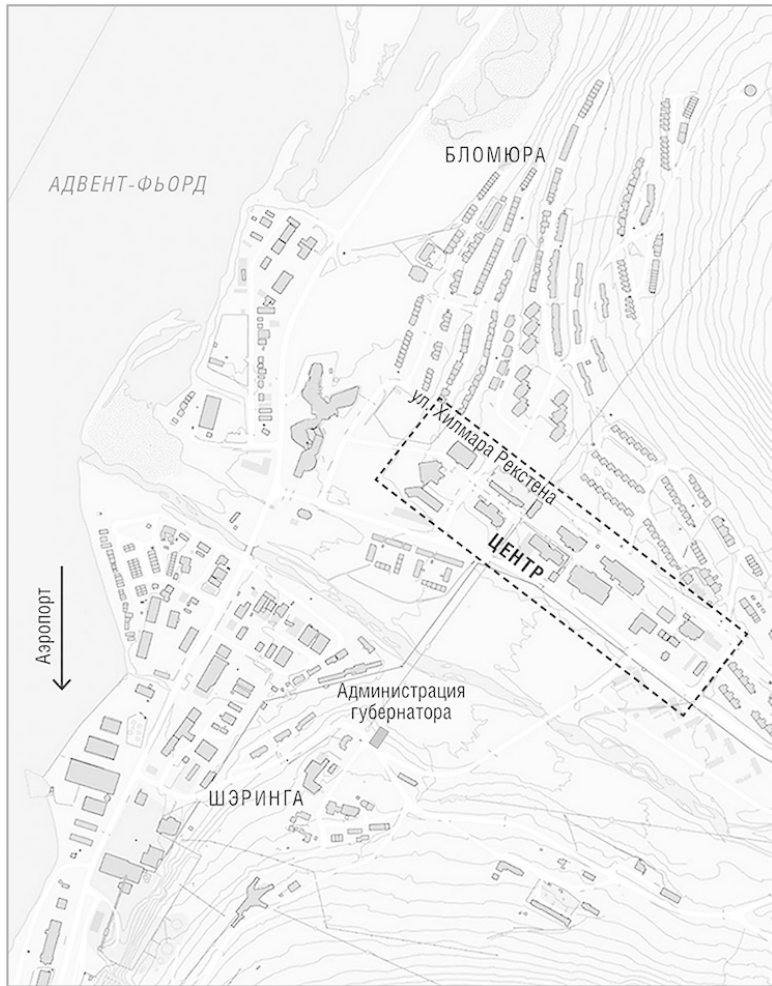 БЛОМЮРА
АДВЕНТ-ФЬОРД
ул. Хилмара Рекстена
ЦЕНТР
Аэропорт
Администрация
губернатора
ШЭРИНГА